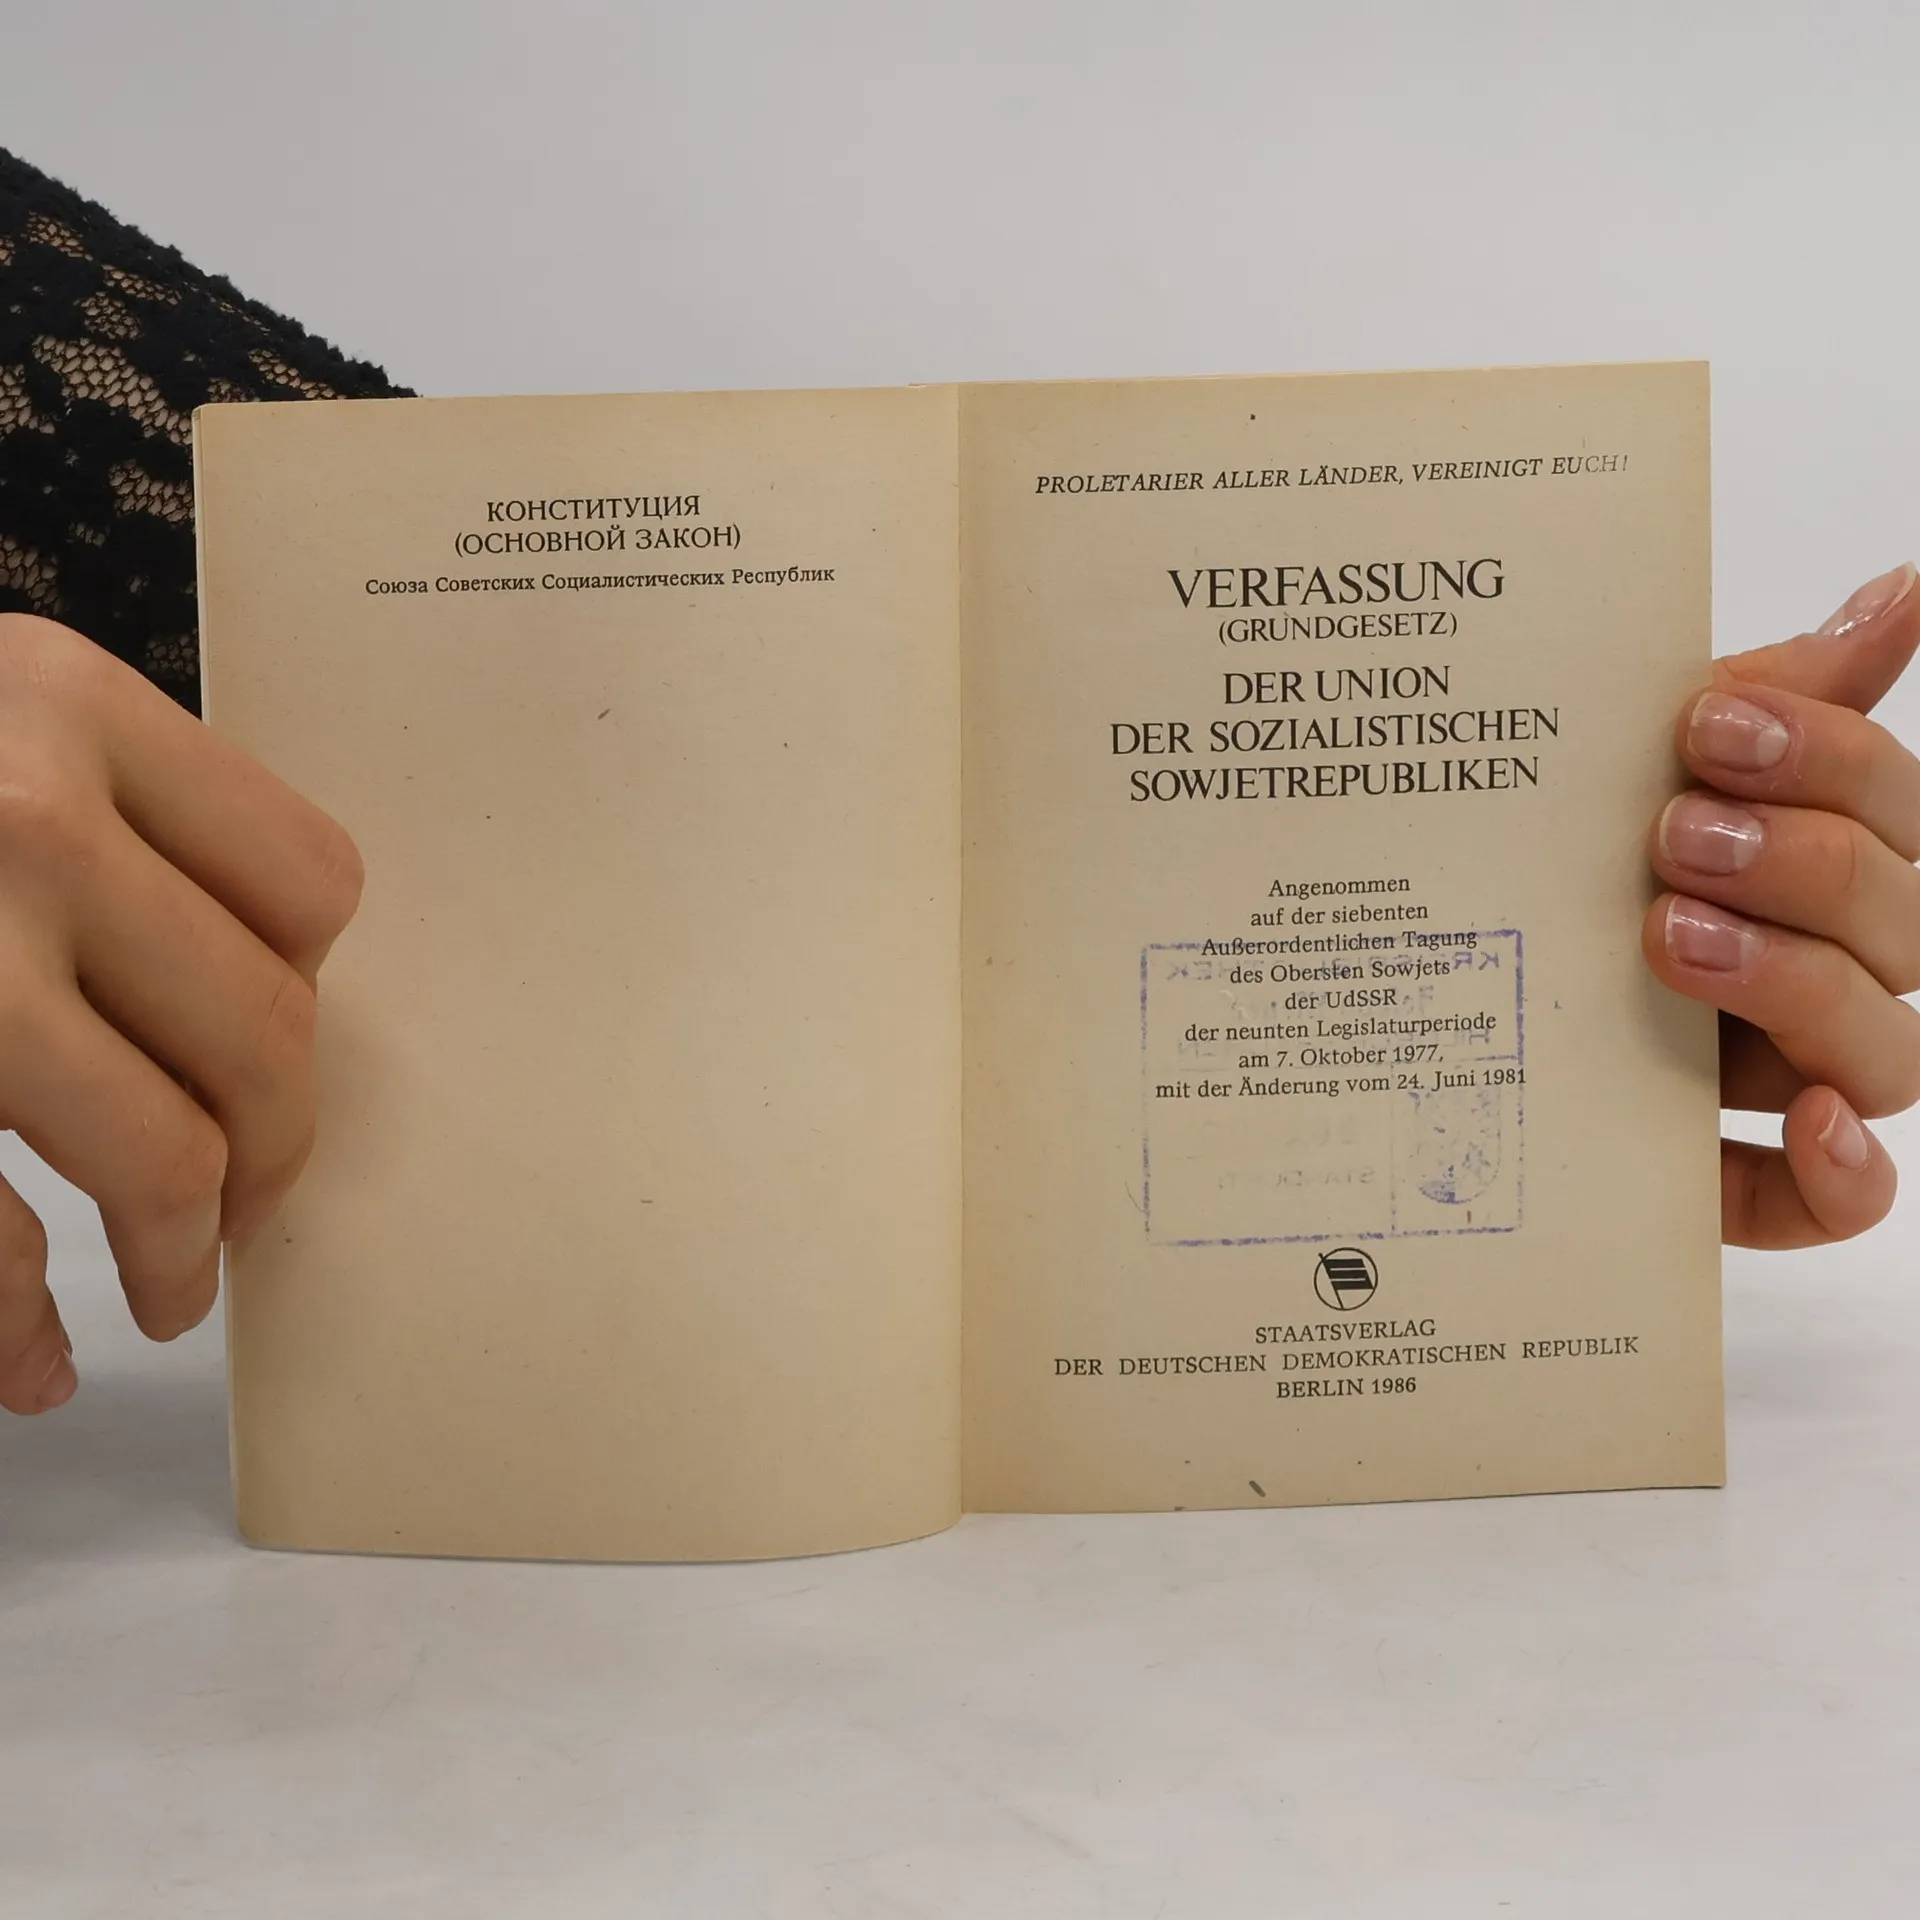 КОНСТИТУЦИЯ
(ОСНОВНОЙ ЗАКОН)
Союза Советских Социалистических Республик
PROLETARIER ALLER LÄNDER, VEREINIGT EUCH!
VERFASSUNG
(GRUNDGESETZ)
DER UNION
DER SOZIALISTISCHEN
SOWJETREPUBLIKEN
Angenommen
auf der siebenten
Außerordentlichen Tagung
des Obersten Sowjets
der UdSSR
der neunten Legislaturperiode
am 7. Oktober 1977,
mit der Änderung vom 24. Juni 1981
STAATSVERLAG
DER DEUTSCHEN DEMOKRATISCHEN REPUBLIK
BERLIN 1986